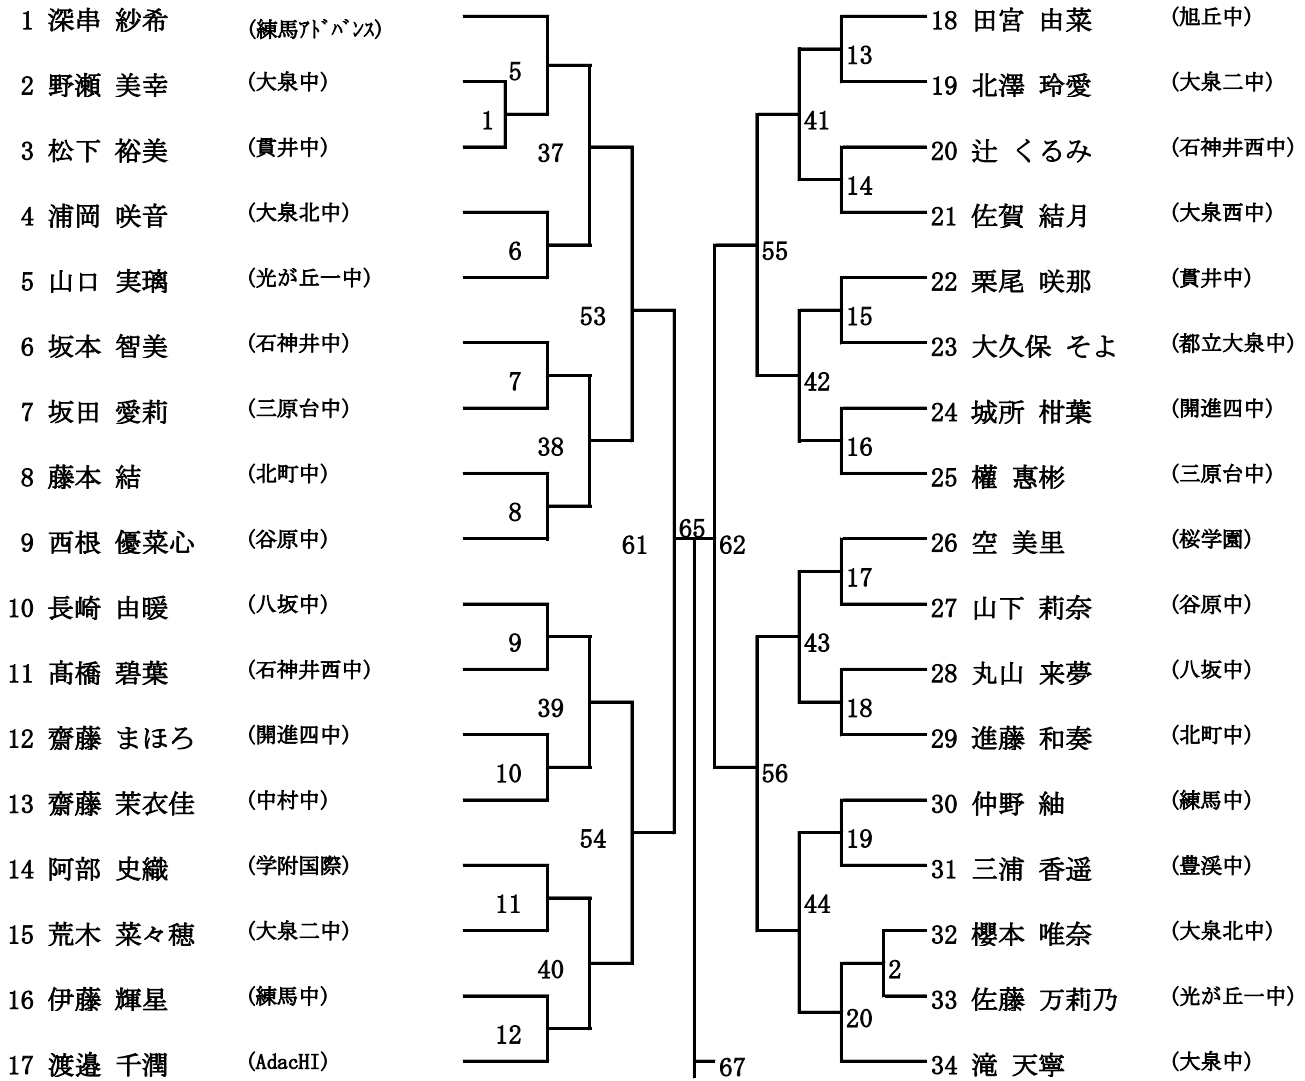 1 深串 紗希 (練馬ｱﾄﾞﾊﾞﾝｽ)
2 野瀬 美幸 (大泉中)
3 松下 裕美 (貫井中)
4 浦岡 咲音 (大泉北中)
5 山口 実璃 (光が丘一中)
6 坂本 智美 (石神井中)
7 坂田 愛莉 (三原台中)
8 藤本 結 (北町中)
9 西根 優菜心 (谷原中)
10 長崎 由暖 (八坂中)
11 髙橋 碧葉 (石神井西中)
12 齋藤 まほろ (開進四中)
13 齋藤 茉衣佳 (中村中)
14 阿部 史織 (学附国際)
15 荒木 菜々穂 (大泉二中)
16 伊藤 輝星 (練馬中)
17 渡邉 千潤 (AdacHI)
5
1
37
6
53
7
38
8
61
9
39
10
54
11
40
12
65
62
67
18 田宮 由菜 (旭丘中)
19 北澤 玲愛 (大泉二中)
20 辻 くるみ (石神井西中)
21 佐賀 結月 (大泉西中)
22 栗尾 咲那 (貫井中)
23 大久保 そよ (都立大泉中)
24 城所 柑葉 (開進四中)
25 權 惠彬 (三原台中)
26 空 美里 (桜学園)
27 山下 莉奈 (谷原中)
28 丸山 来夢 (八坂中)
29 進藤 和奏 (北町中)
30 仲野 紬 (練馬中)
31 三浦 香遥 (豊渓中)
32 櫻本 唯奈 (大泉北中)
33 佐藤 万莉乃 (光が丘一中)
34 滝 天寧 (大泉中)
13
41
14
55
15
42
16
17
43
18
56
19
44
2
20